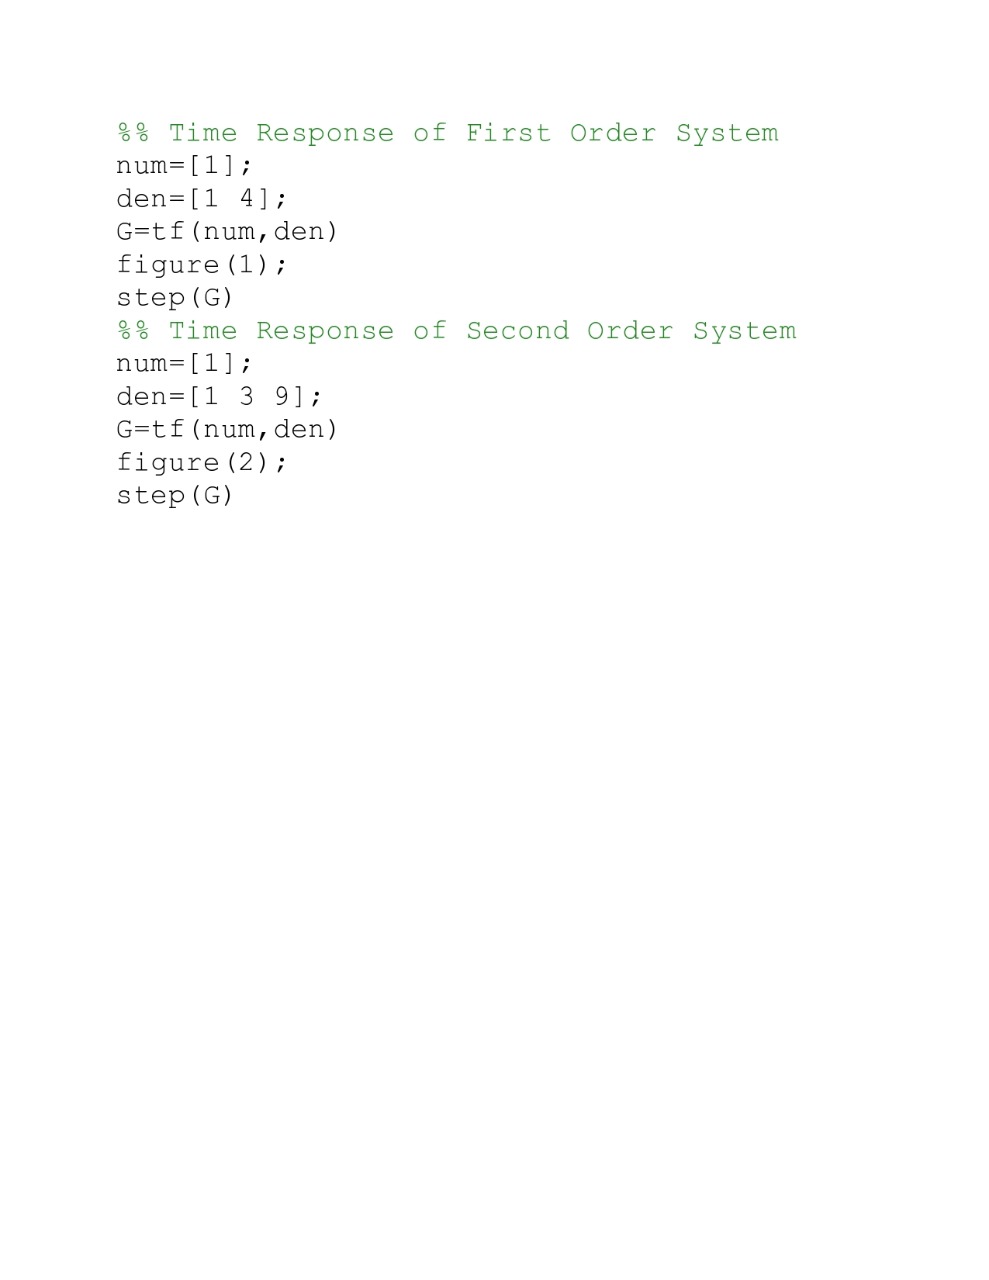 %% Time Response of First Order System
num=[1];
den=[1 4];
G=tf(num,den)
figure(1);
step(G)
%% Time Response of Second Order System
num=[1];
den=[1 3 9];
G=tf(num,den)
figure(2);
step(G)